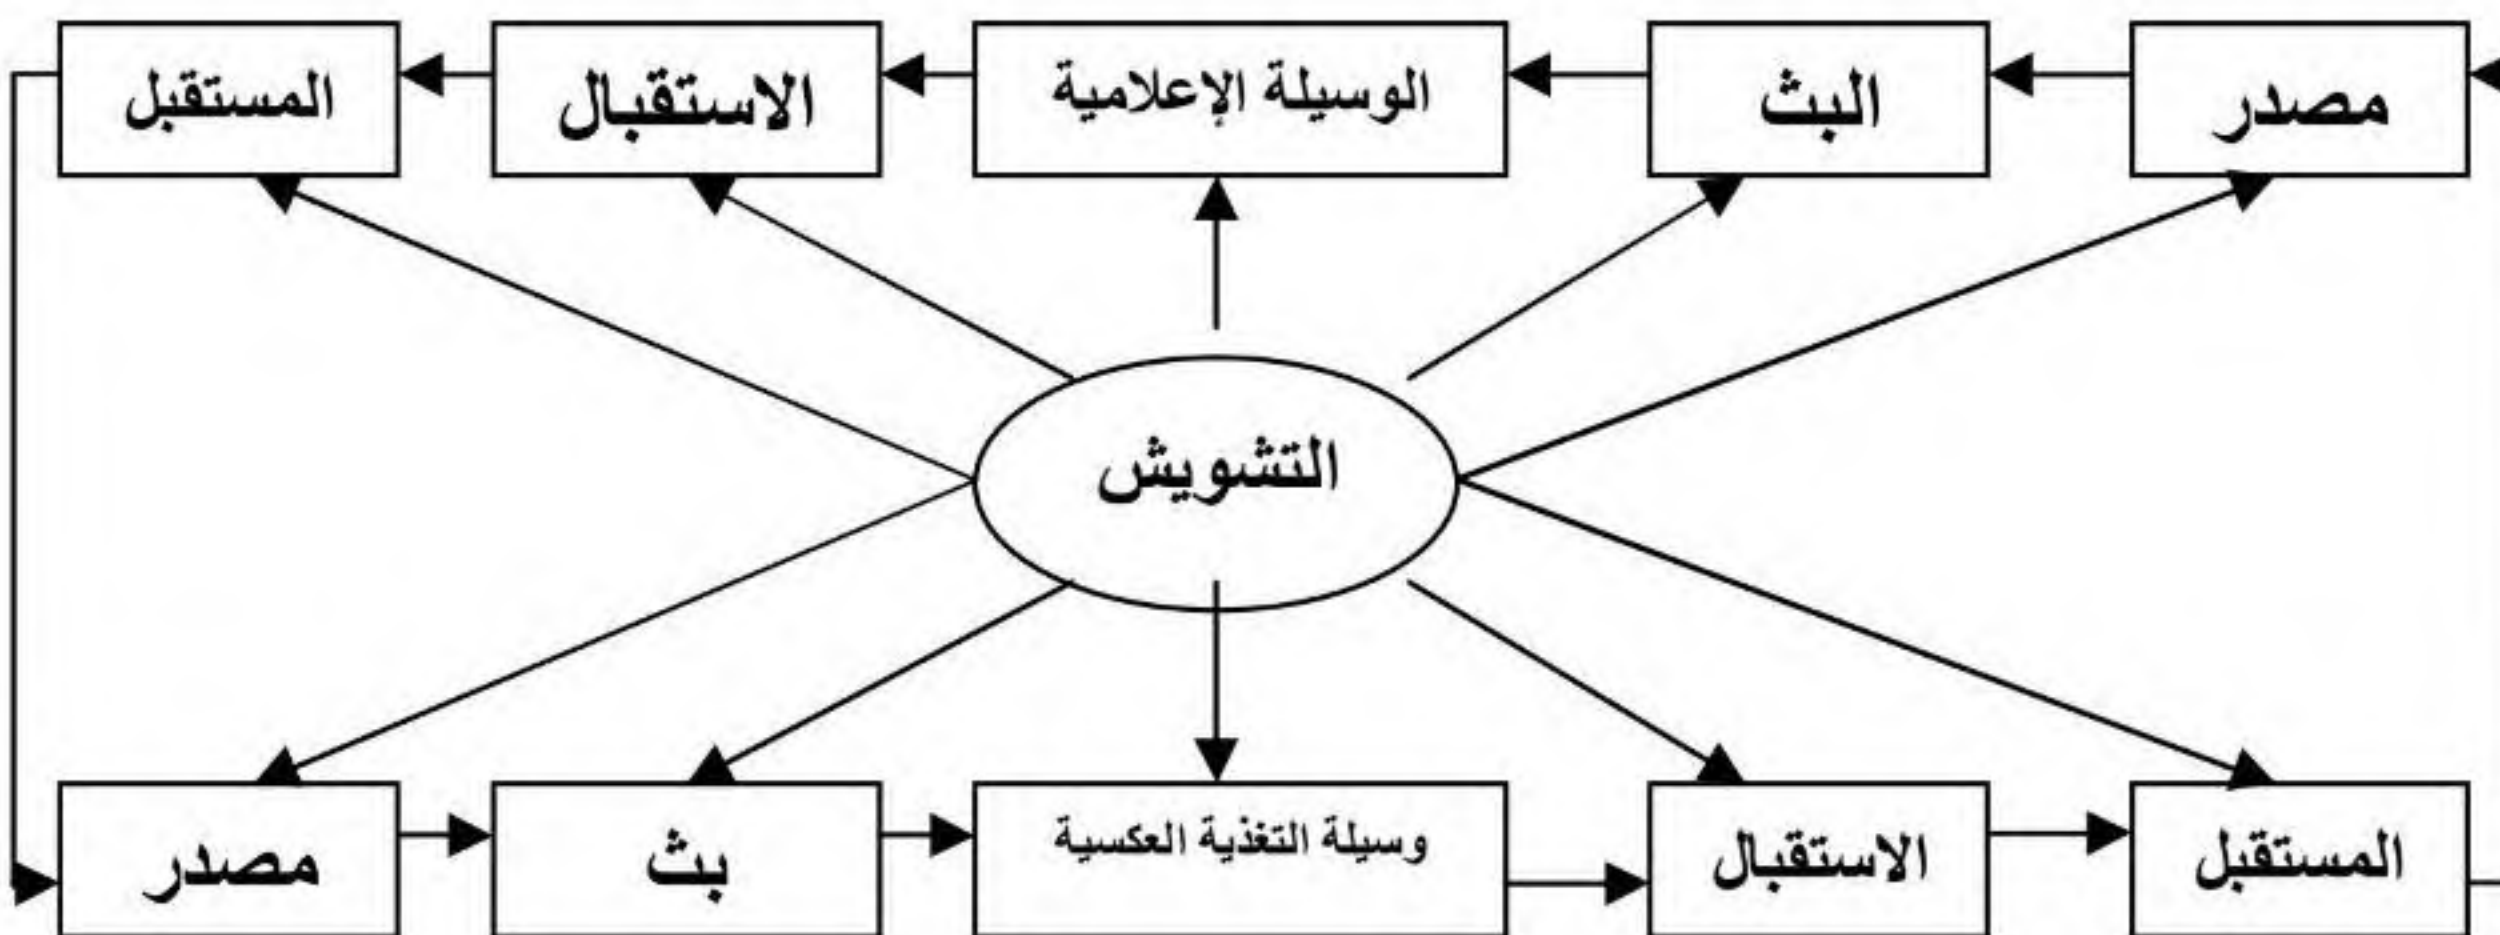 مصدر
البث
الوسيلة الإعلامية
الاستقبال
المستقبل
التشويش
مصدر
بث
وسيلة التغذية العكسية
الاستقبال
المستقبل